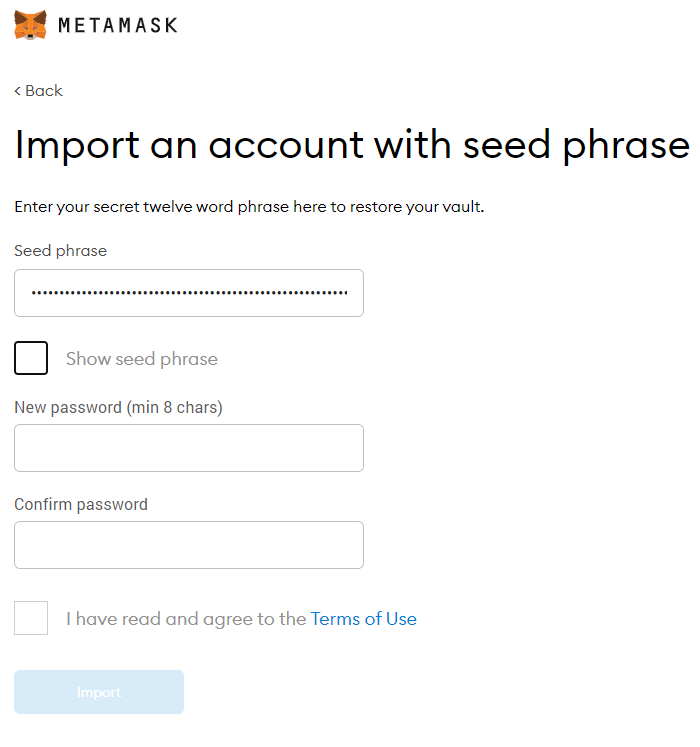 METAMASK
< Back
Import an account with seed phrase
Enter your secret twelve word phrase here to restore your vault.
Seed phrase
Show seed phrase
New password (min 8 chars)
Confirm password
I have read and agree to the Terms of Use
Import